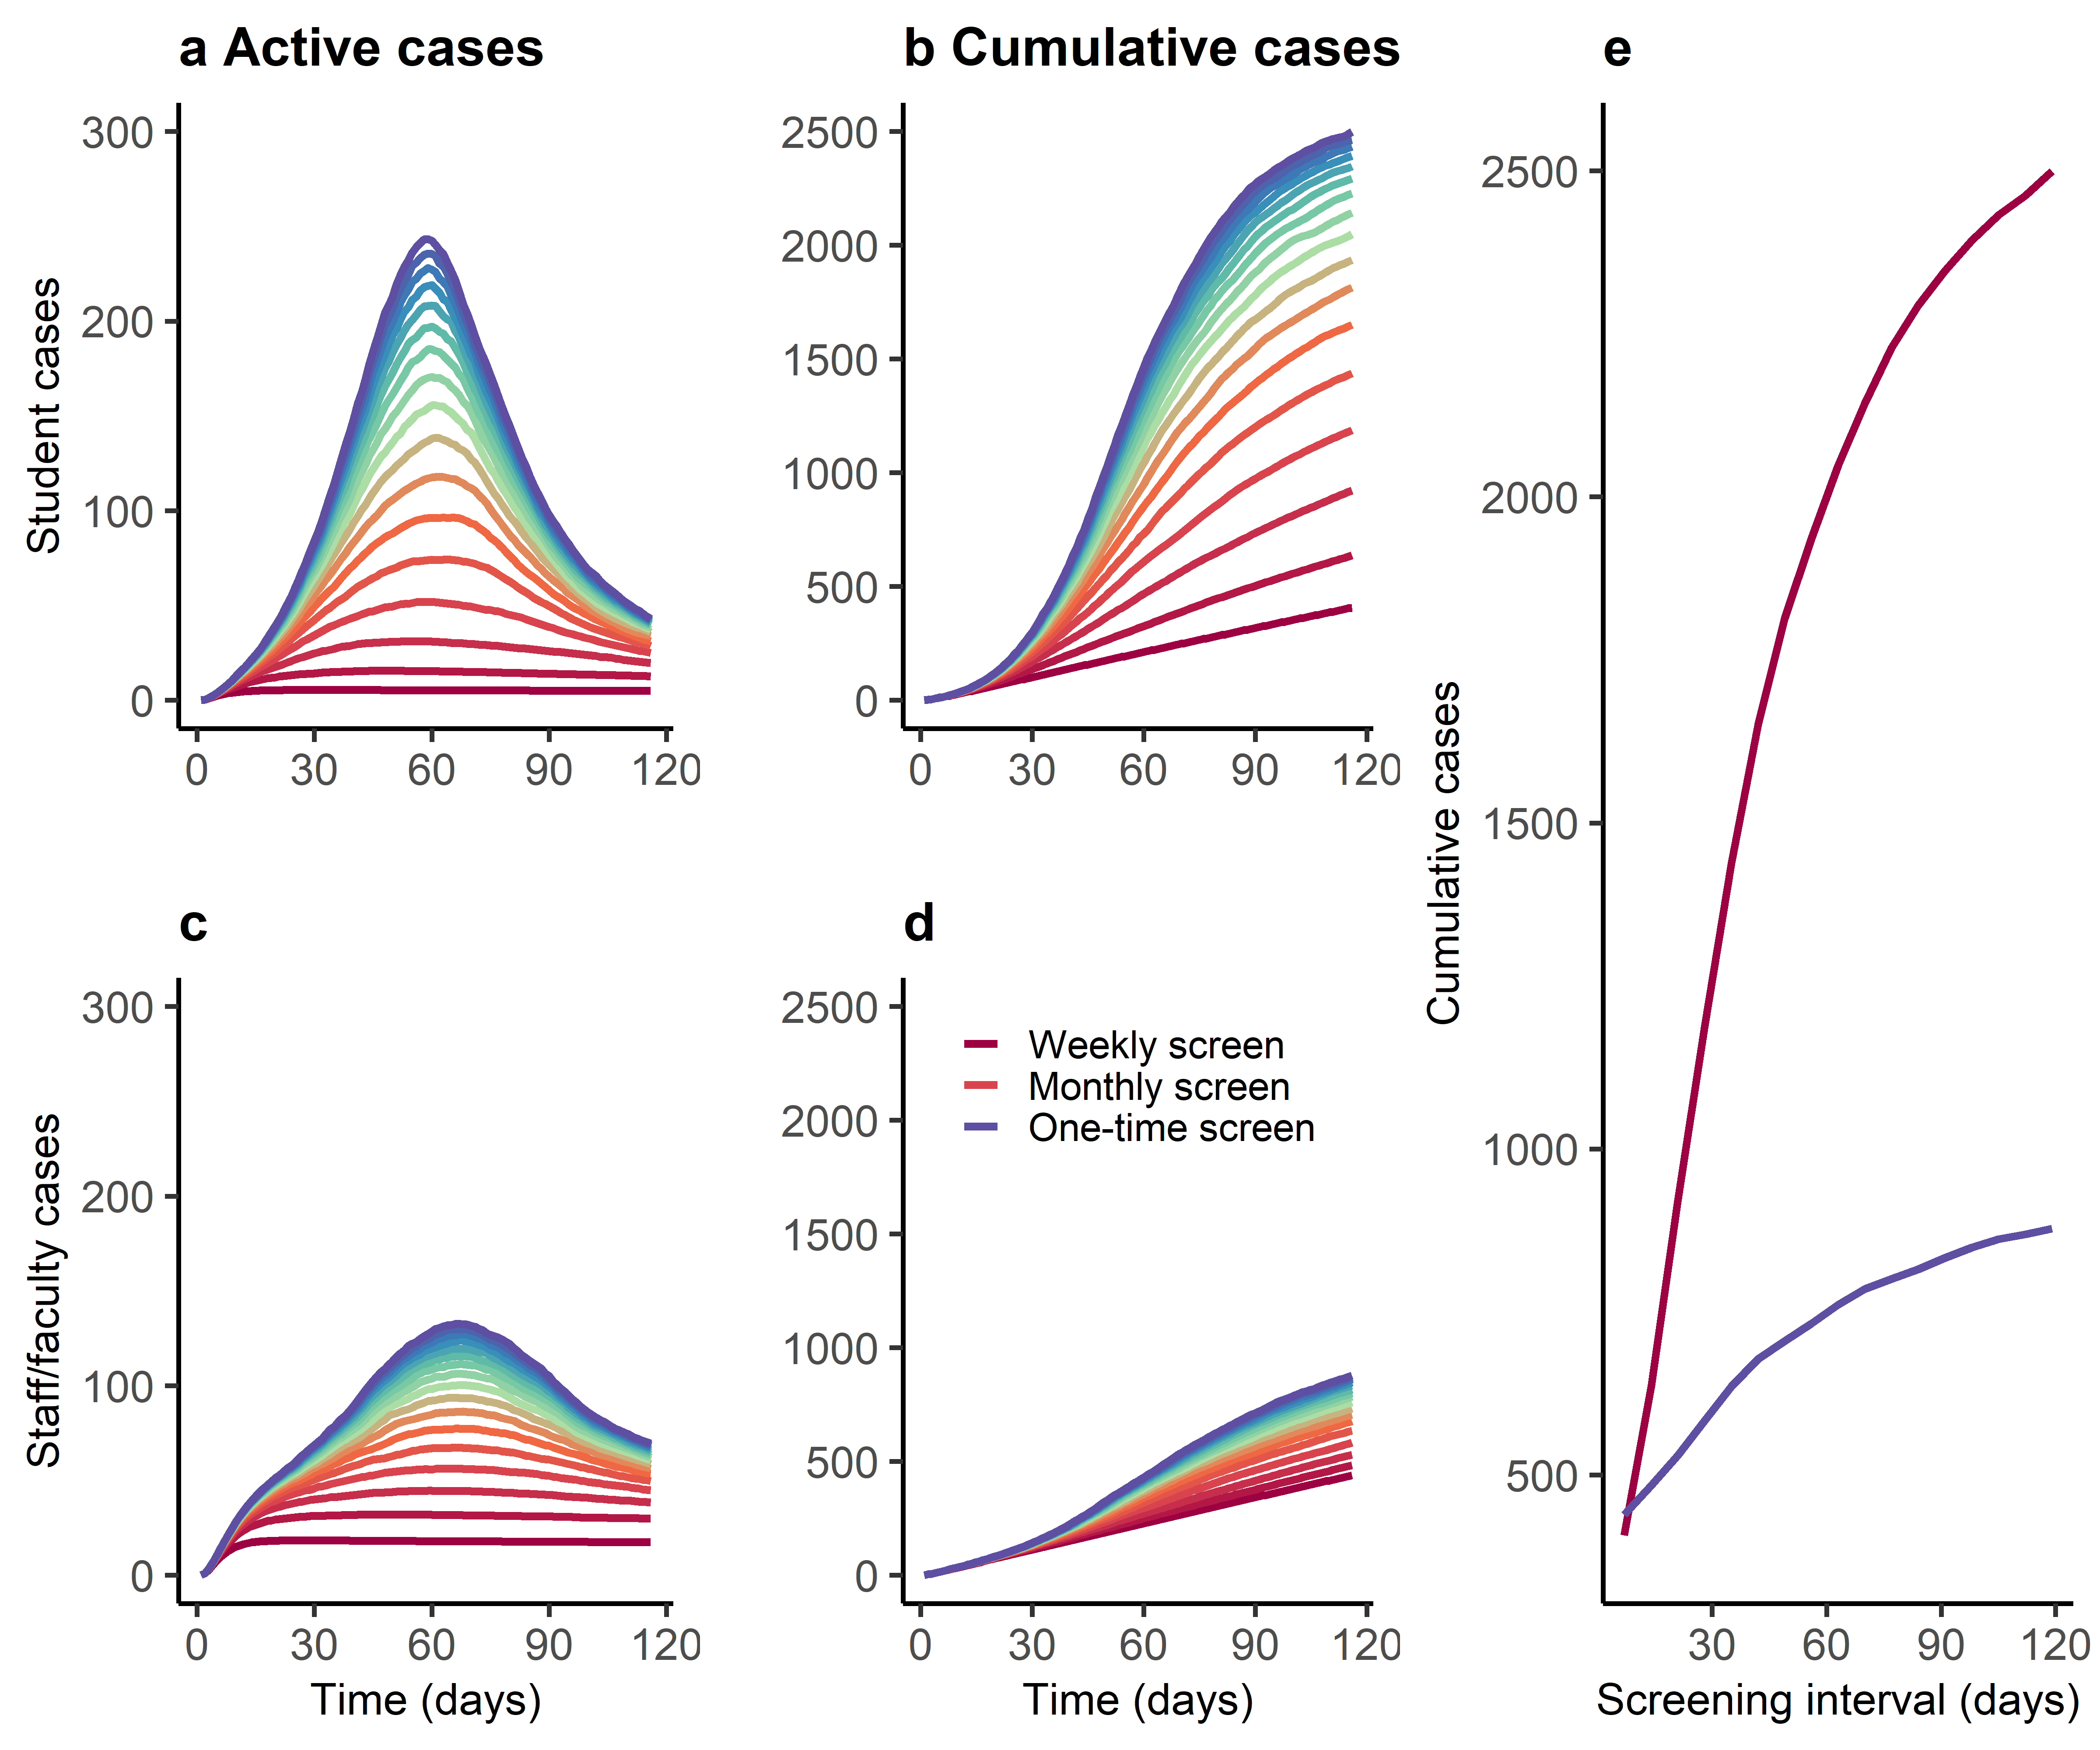 a Active cases
300
200
100
0
Student cases
0 30 60 90 120
b Cumulative cases
2500
2000
1500
1000
500
0
0 30 60 90 120
c
300
200
100
0
Staff/faculty cases
0 30 60 90 120
Time (days)
d
2500
2000
1500
1000
500
0
Weekly screen
Monthly screen
One-time screen
0 30 60 90 120
Time (days)
e
2500
2000
1500
1000
500
Cumulative cases
30 60 90 120
Screening interval (days)